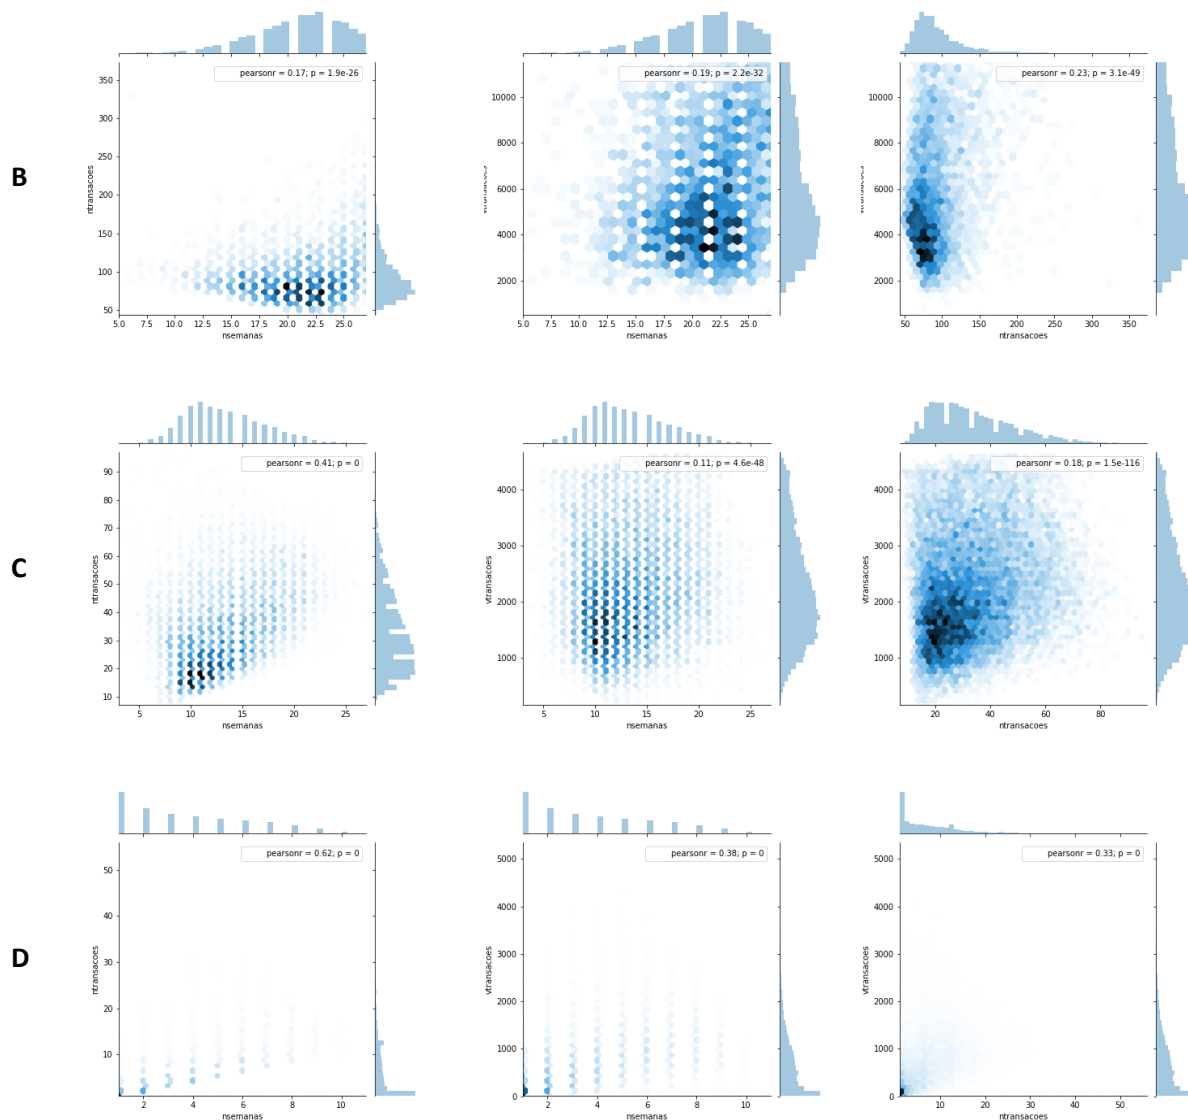 B
pearsonr = 0.17; p = 1.9e-26
350
300
250
200
150
100
50
ntransacoes
5.0 7.5 10.0 12.5 15.0 17.5 20.0 22.5 25.0
nsemanas
pearsonr = 0.19; p = 2.2e-32
10000
8000
6000
4000
2000
5.0 7.5 10.0 12.5 15.0 17.5 20.0 22.5 25.0
nsemanas
pearsonr = 0.23; p = 3.1e-49
10000
8000
6000
4000
2000
50 100 150 200 250 300 350
ntransacoes
C
pearsonr = 0.41; p = 0
90
80
70
60
50
40
30
20
10
ntransacoes
5 10 15 20 25
nsemanas
pearsonr = 0.11; p = 4.6e-48
4000
3000
2000
1000
vtransacoes
5 10 15 20 25
nsemanas
pearsonr = 0.18; p = 1.5e-116
4000
3000
2000
1000
vtransacoes
20 40 60 80
ntransacoes
D
pearsonr = 0.62; p = 0
50
40
30
20
10
ntransacoes
2 4 6 8 10
nsemanas
pearsonr = 0.38; p = 0
5000
4000
3000
2000
1000
0
vtransacoes
2 4 6 8 10
nsemanas
pearsonr = 0.33; p = 0
5000
4000
3000
2000
1000
0
vtransacoes
10 20 30 40 50
ntransacoes